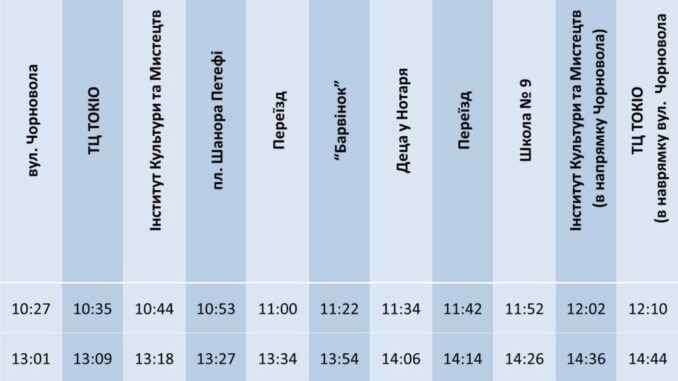 вул. Чорновола
ТЦ ТОКІО
Інститут Культури та Мистецтв
пл. Шанора Петефі
Переїзд
“Барвінок”
Деца у Нотаря
Переїзд
Школа № 9
Інститут Культури та Мистецтв
(в напрямку Чорновола)
ТЦ ТОКІО
(в наврямку вул. Чорновола
10:27 10:35 10:44 10:53 11:00 11:22 11:34 11:42 11:52 12:02 12:10
13:01 13:09 13:18 13:27 13:34 13:54 14:06 14:14 14:26 14:36 14:44